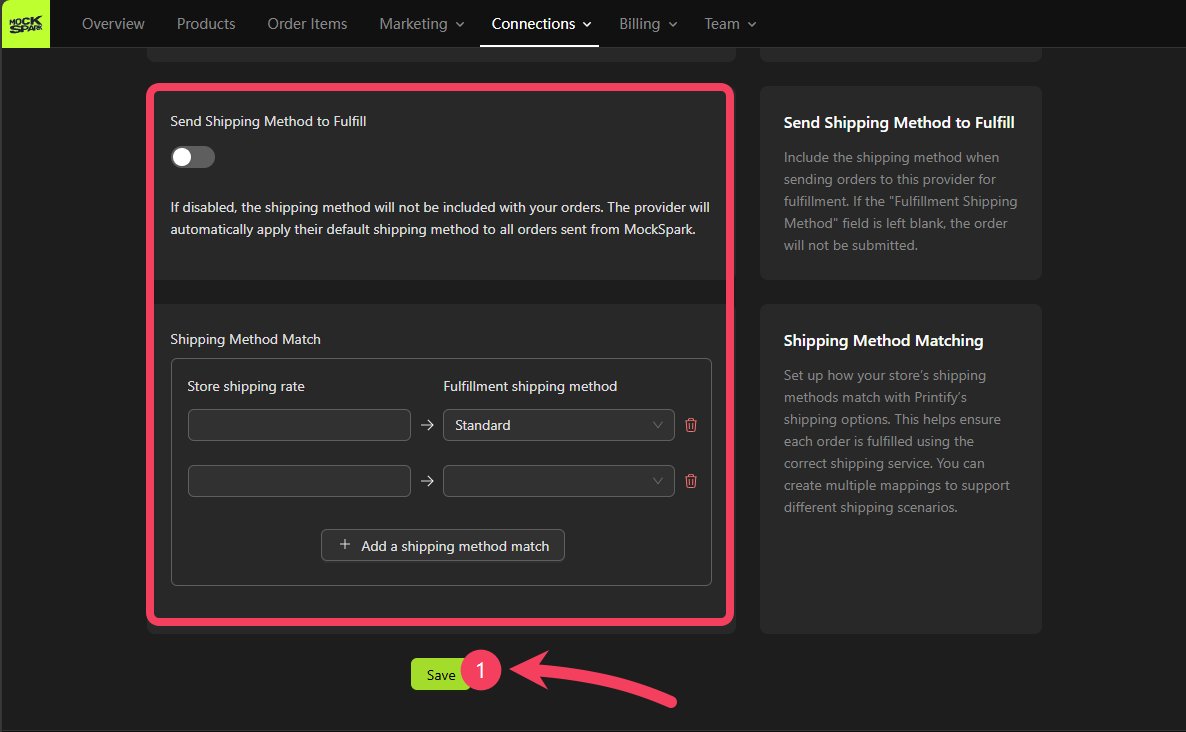 MOCK
SPARK
Overview Products Order Items Marketing Connections Billing Team
Send Shipping Method to Fulfill
If disabled, the shipping method will not be included with your orders. The provider will
automatically apply their default shipping method to all orders sent from MockSpark.
Send Shipping Method to Fulfill
Include the shipping method when
sending orders to this provider for
fulfillment. If the "Fulfillment Shipping
Method" field is left blank, the order
will not be submitted.
Shipping Method Match
Store shipping rate Fulfillment shipping method
→ Standard
→
+ Add a shipping method match
Shipping Method Matching
Set up how your store's shipping
methods match with Printify's
shipping options. This helps ensure
each order is fulfilled using the
correct shipping service. You can
create multiple mappings to support
different shipping scenarios.
Save 1